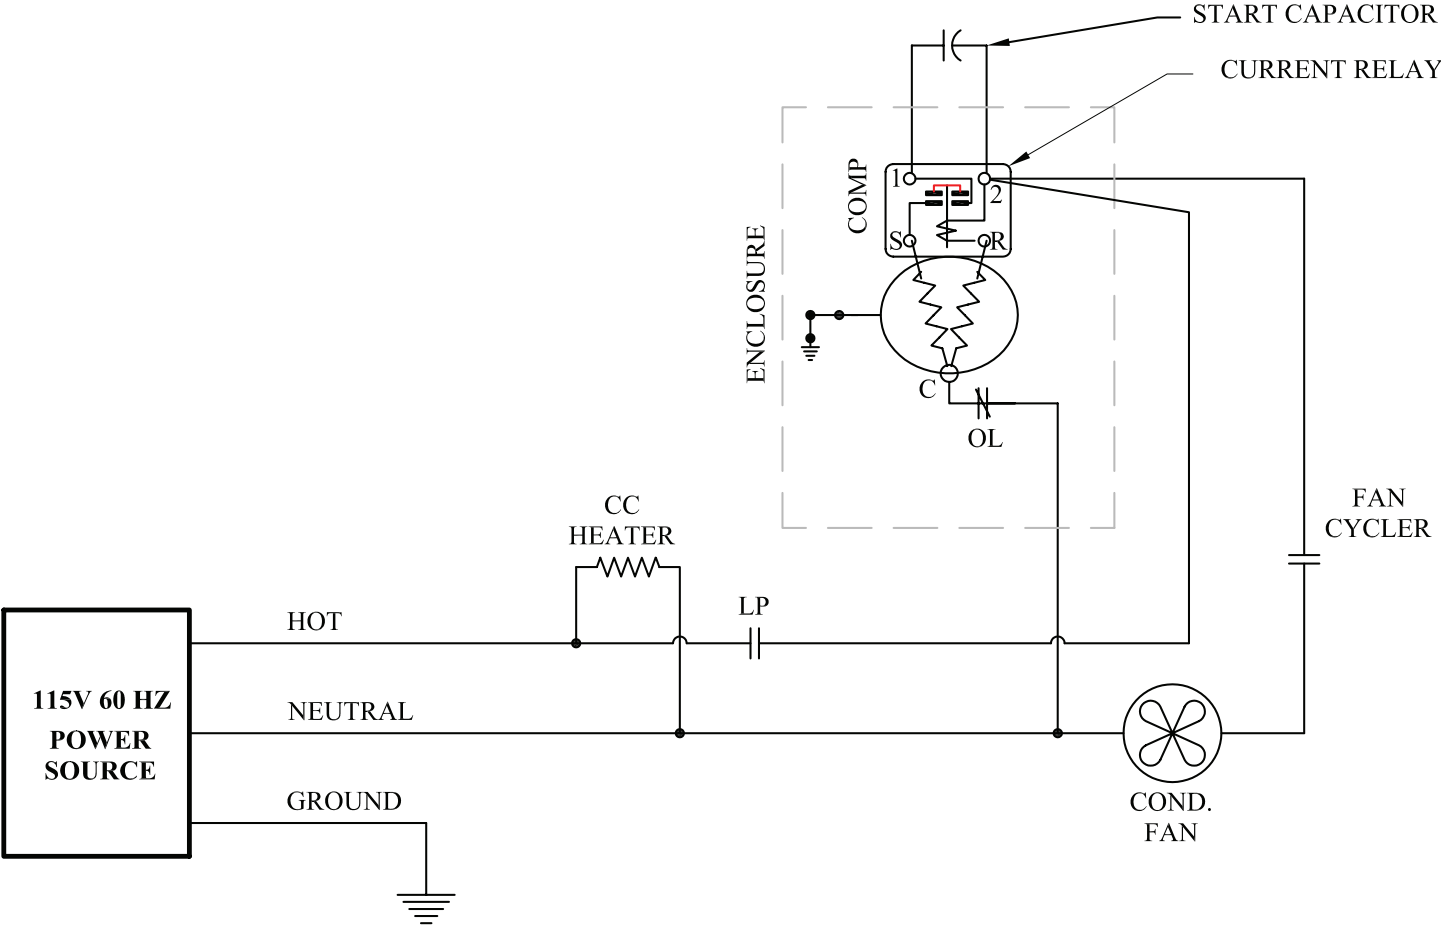 START CAPACITOR
CURRENT RELAY
COMP
1
2
S
R
ENCLOSURE
C
OL
CC
HEATER
FAN
CYCLER
LP
HOT
115V 60 HZ
POWER
SOURCE
NEUTRAL
GROUND
COND.
FAN